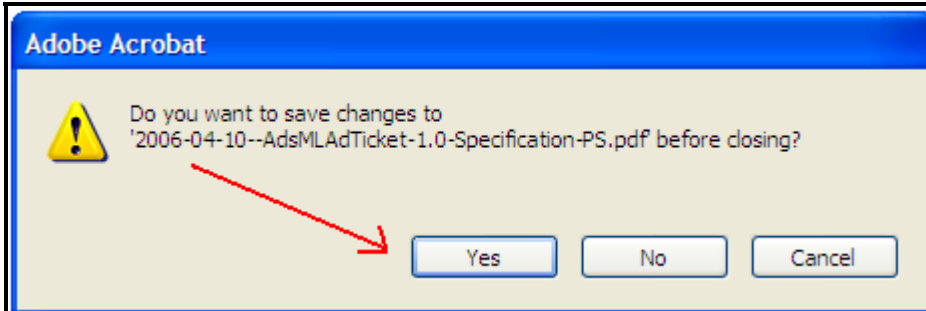 Adobe Acrobat
Do you want to save changes to
'2006-04-10--AdsMLAdTicket-1.0-Specification-PS.pdf' before closing?
Yes No Cancel